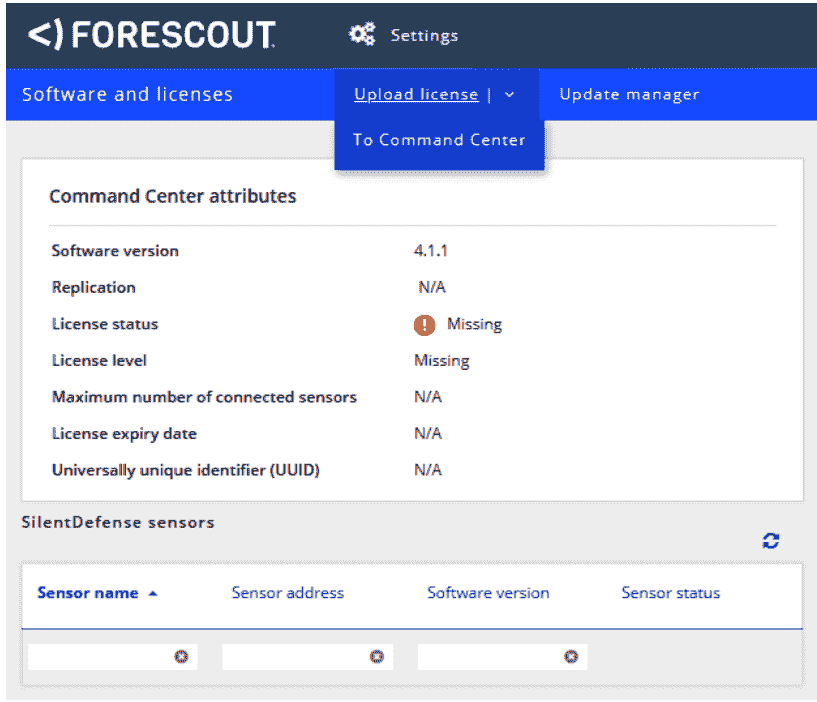 <) FORESCOUT. Settings
Software and licenses Upload license | Update manager
To Command Center
Command Center attributes
Software version 4.1.1
Replication N/A
License status ! Missing
License level Missing
Maximum number of connected sensors N/A
License expiry date N/A
Universally unique identifier (UUID) N/A
SilentDefense sensors
Sensor name Sensor address Software version Sensor status